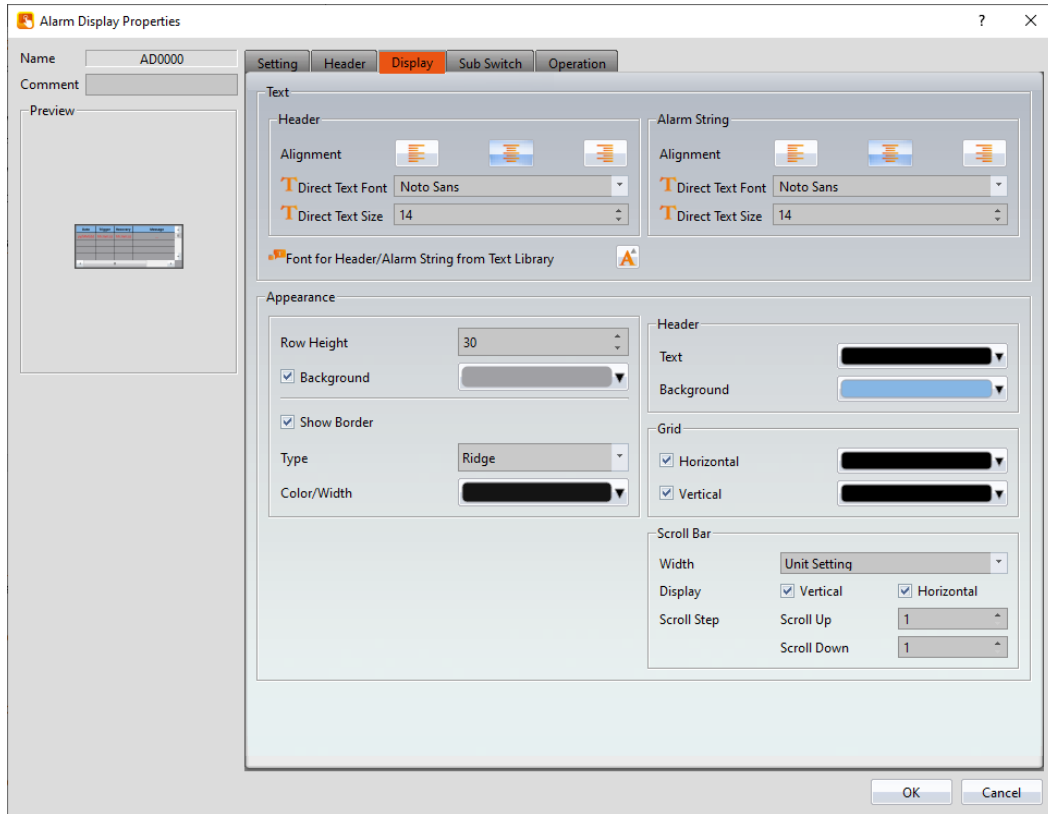 Alarm Display Properties ?
Name AD0000
Comment
Preview
Date Trigger Recovery Message
Setting Header Display Sub Switch Operation
Text
Header
Alignment
Direct Text Font Noto Sans
Direct Text Size 14
Alarm String
Alignment
Direct Text Font Noto Sans
Direct Text Size 14
Font for Header/Alarm String from Text Library A
Appearance
Row Height 30
Background
Show Border
Type Ridge
Color/Width
Header
Text
Background
Grid
Horizontal
Vertical
Scroll Bar
Width Unit Setting
Display Vertical Horizontal
Scroll Step Scroll Up 1
Scroll Down 1
OK Cancel